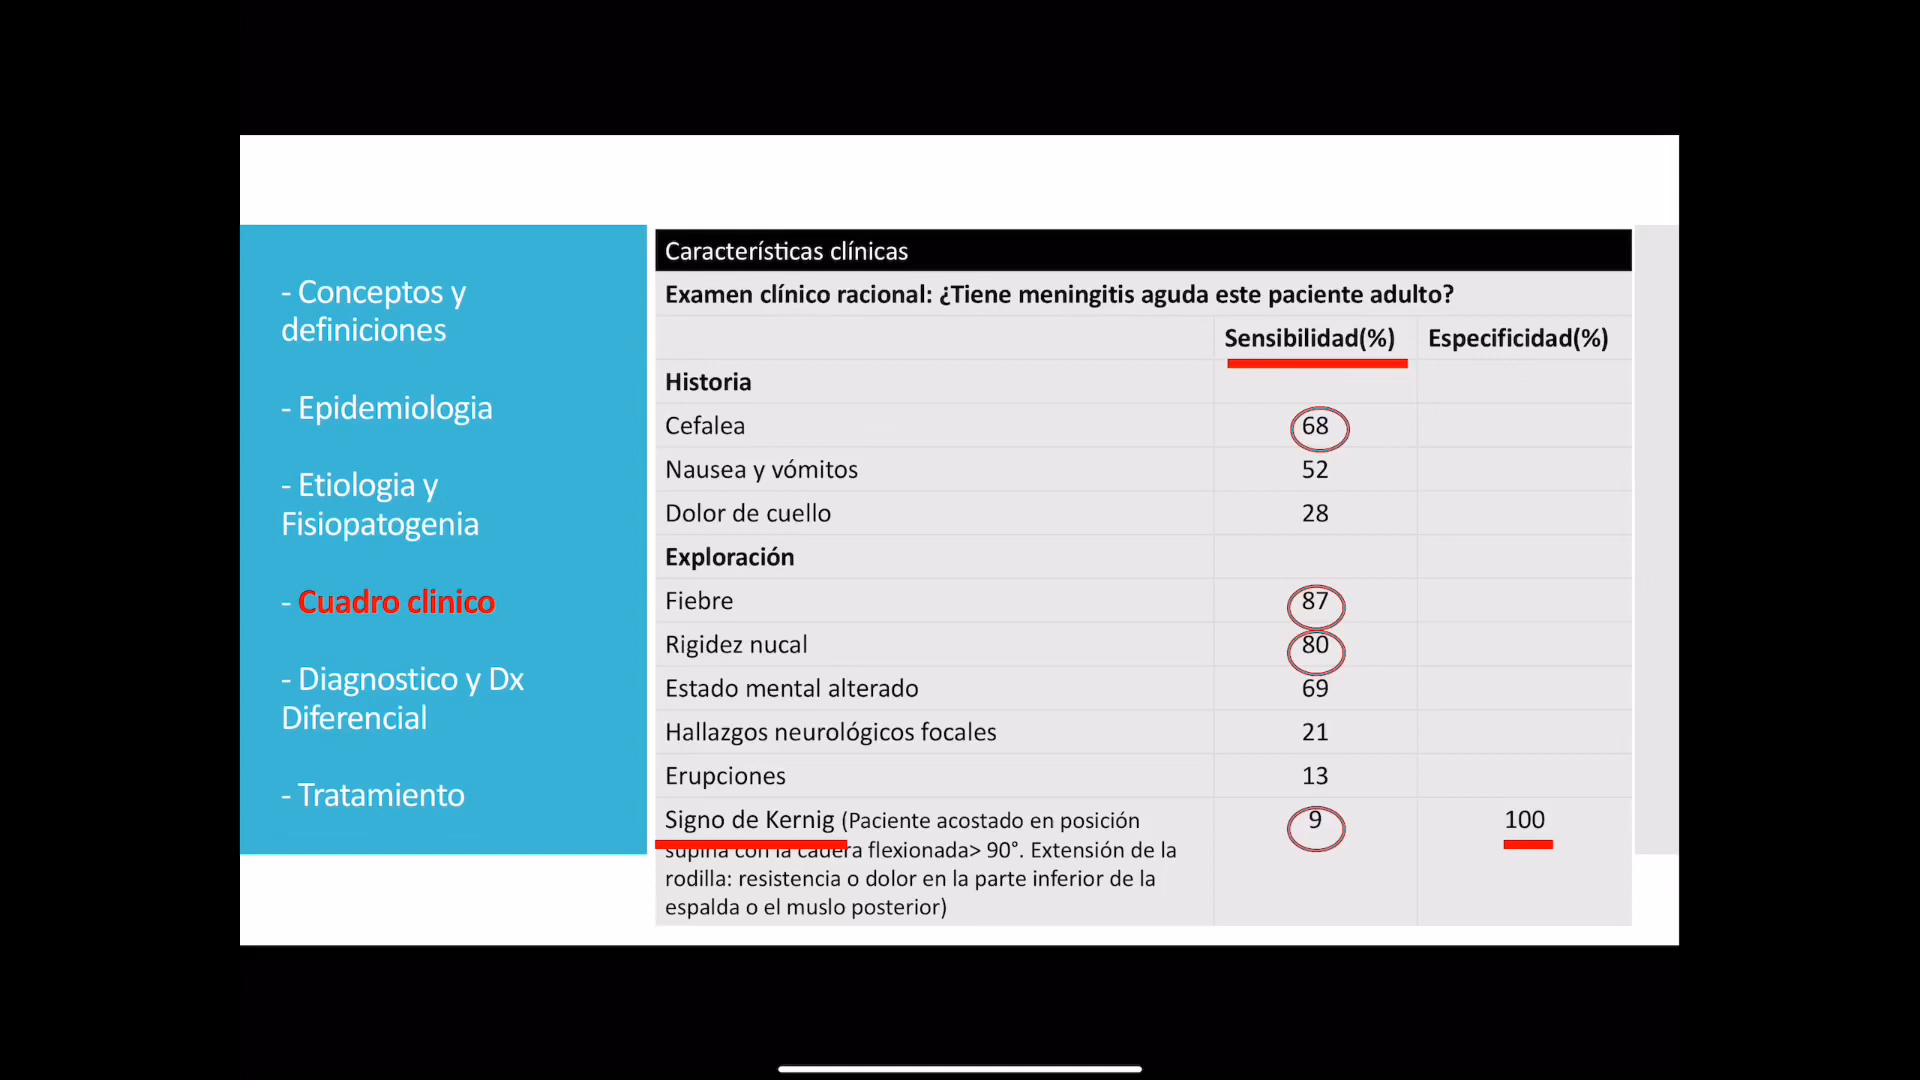 - Conceptos y
definiciones
- Epidemiologia
- Etiologia y
Fisiopatogenia
- Cuadro clinico
- Diagnostico y Dx
Diferencial
- Tratamiento
Características clínicas
Examen clínico racional: ¿Tiene meningitis aguda este paciente adulto?
Sensibilidad(%) Especificidad(%)
Historia
Cefalea 68
Nausea y vómitos 52
Dolor de cuello 28
Exploración
Fiebre 87
Rigidez nucal 80
Estado mental alterado 69
Hallazgos neurológicos focales 21
Erupciones 13
Signo de Kernig (Paciente acostado en posición 9 100
supina con la cadera flexionada> 90°. Extensión de la
rodilla: resistencia o dolor en la parte inferior de la
espalda o el muslo posterior)